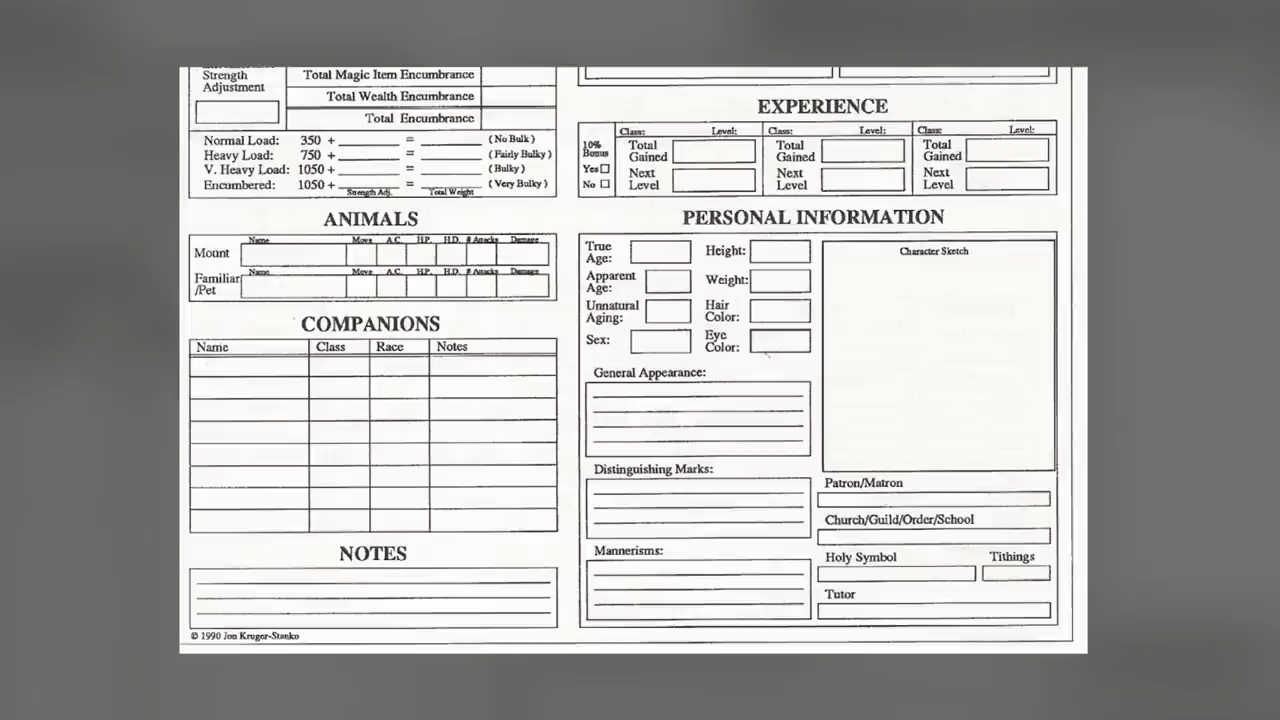 Strength
Adjustment
Total Magic Item Encumbrance
Total Wealth Encumbrance
Total Encumbrance
Normal Load: 350 + = ( No Bulk )
Heavy Load: 750 + = ( Fairly Bulky )
V. Heavy Load: 1050 + = ( Bulky )
Encumbered: 1050 + = ( Very Bulky )
Strength Adj. Total Weight
ANIMALS
Name Move A.C. H.P. H.D. # Attacks Damage
Mount
Name Move A.C. H.P. H.D. # Attacks Damage
Familiar
/Pet
COMPANIONS
Name Class Race Notes
NOTES
© 1990 Jon Kruger-Stanko
EXPERIENCE
10%
Bonus
Yes
No
Class: Level:
Total
Gained
Next
Level
Class: Level:
Total
Gained
Next
Level
Class: Level:
Total
Gained
Next
Level
PERSONAL INFORMATION
True
Age:
Height:
Apparent
Age:
Weight:
Unnatural
Aging:
Hair
Color:
Sex:
Eye
Color:
Character Sketch
General Appearance:
Distinguishing Marks:
Mannerisms:
Patron/Matron
Church/Guild/Order/School
Holy Symbol Tithings
Tutor